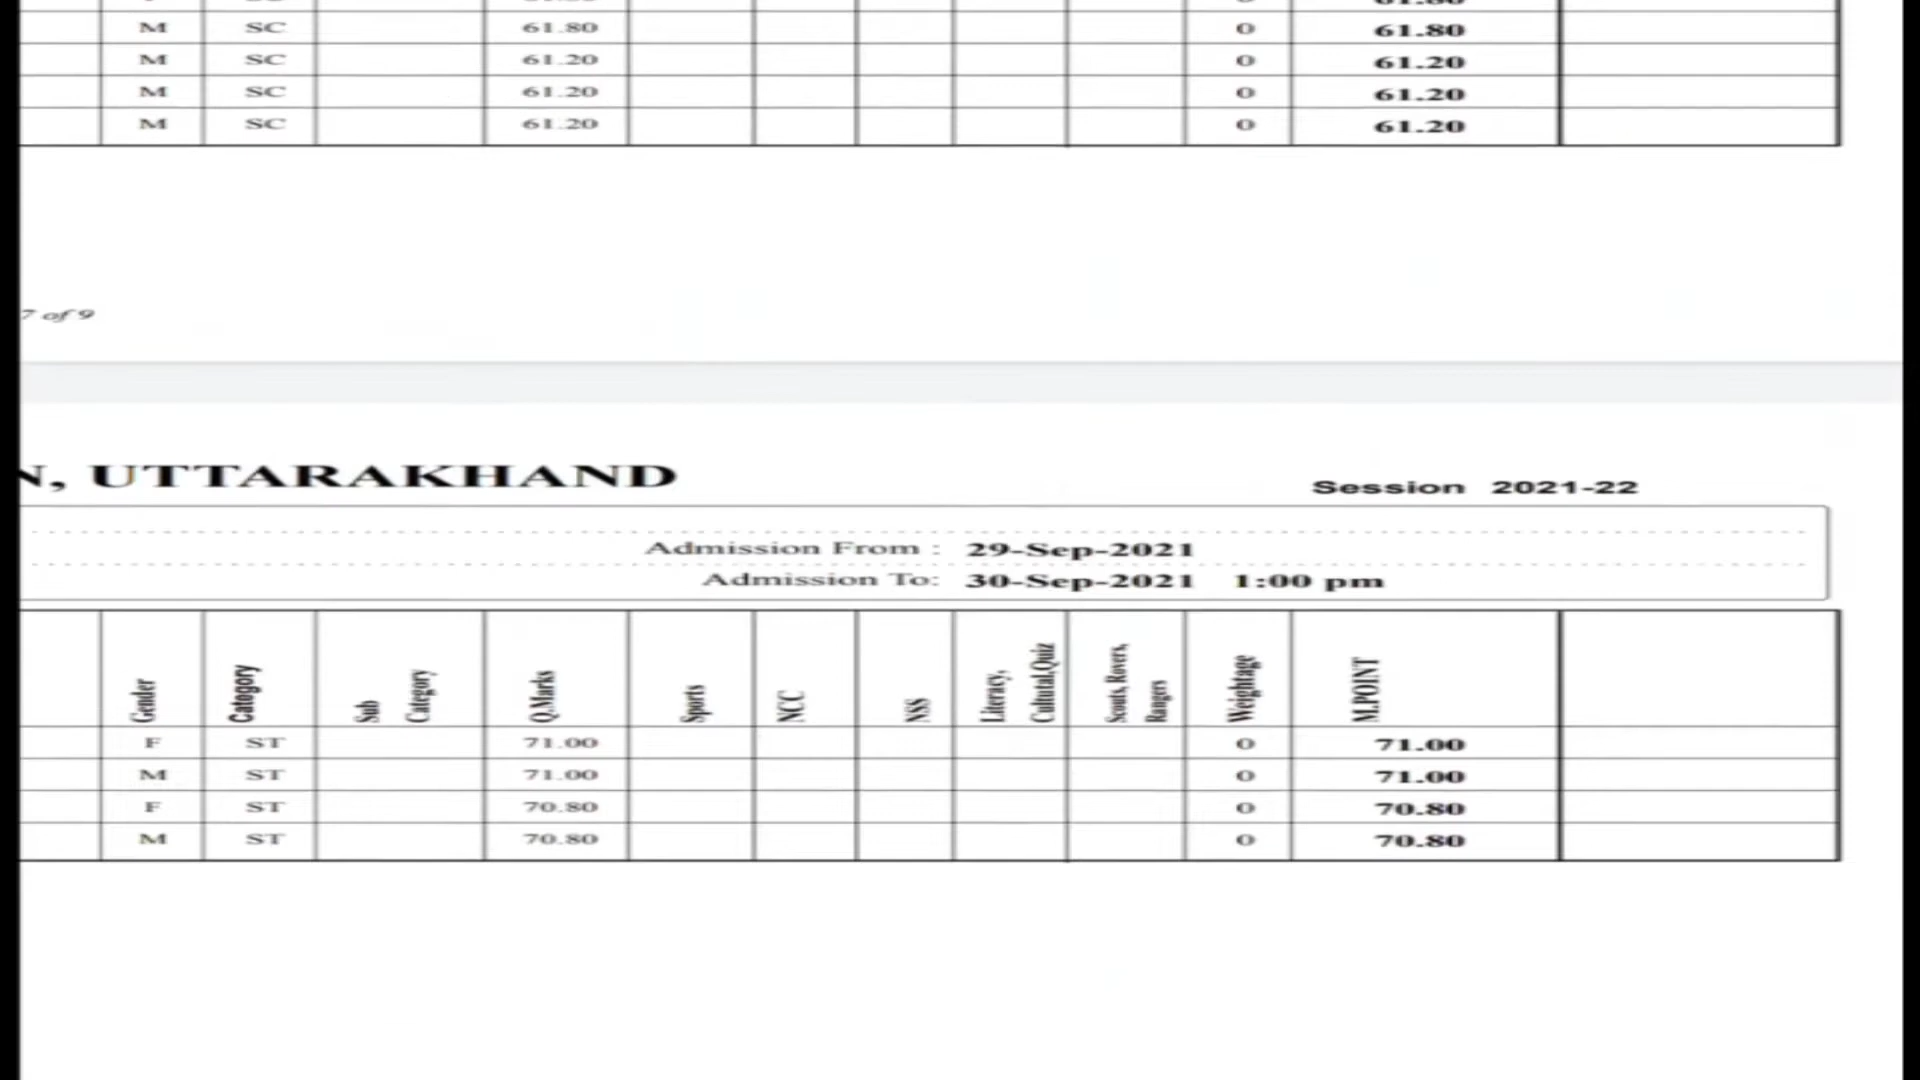 M SC 61.80 0 61.80
M SC 61.20 0 61.20
M SC 61.20 0 61.20
M SC 61.20 0 61.20
7 of 9
N, UTTARAKHAND
Session 2021-22
Admission From : 29-Sep-2021
Admission To: 30-Sep-2021 1:00 pm
Gender Catogory Sub Category Q.Marks Sports NCC NSS Literacy, Cultutal,Quiz Scouts, Rovers, Rangers Weightage M.POINT
F ST 71.00 0 71.00
M ST 71.00 0 71.00
F ST 70.80 0 70.80
M ST 70.80 0 70.80